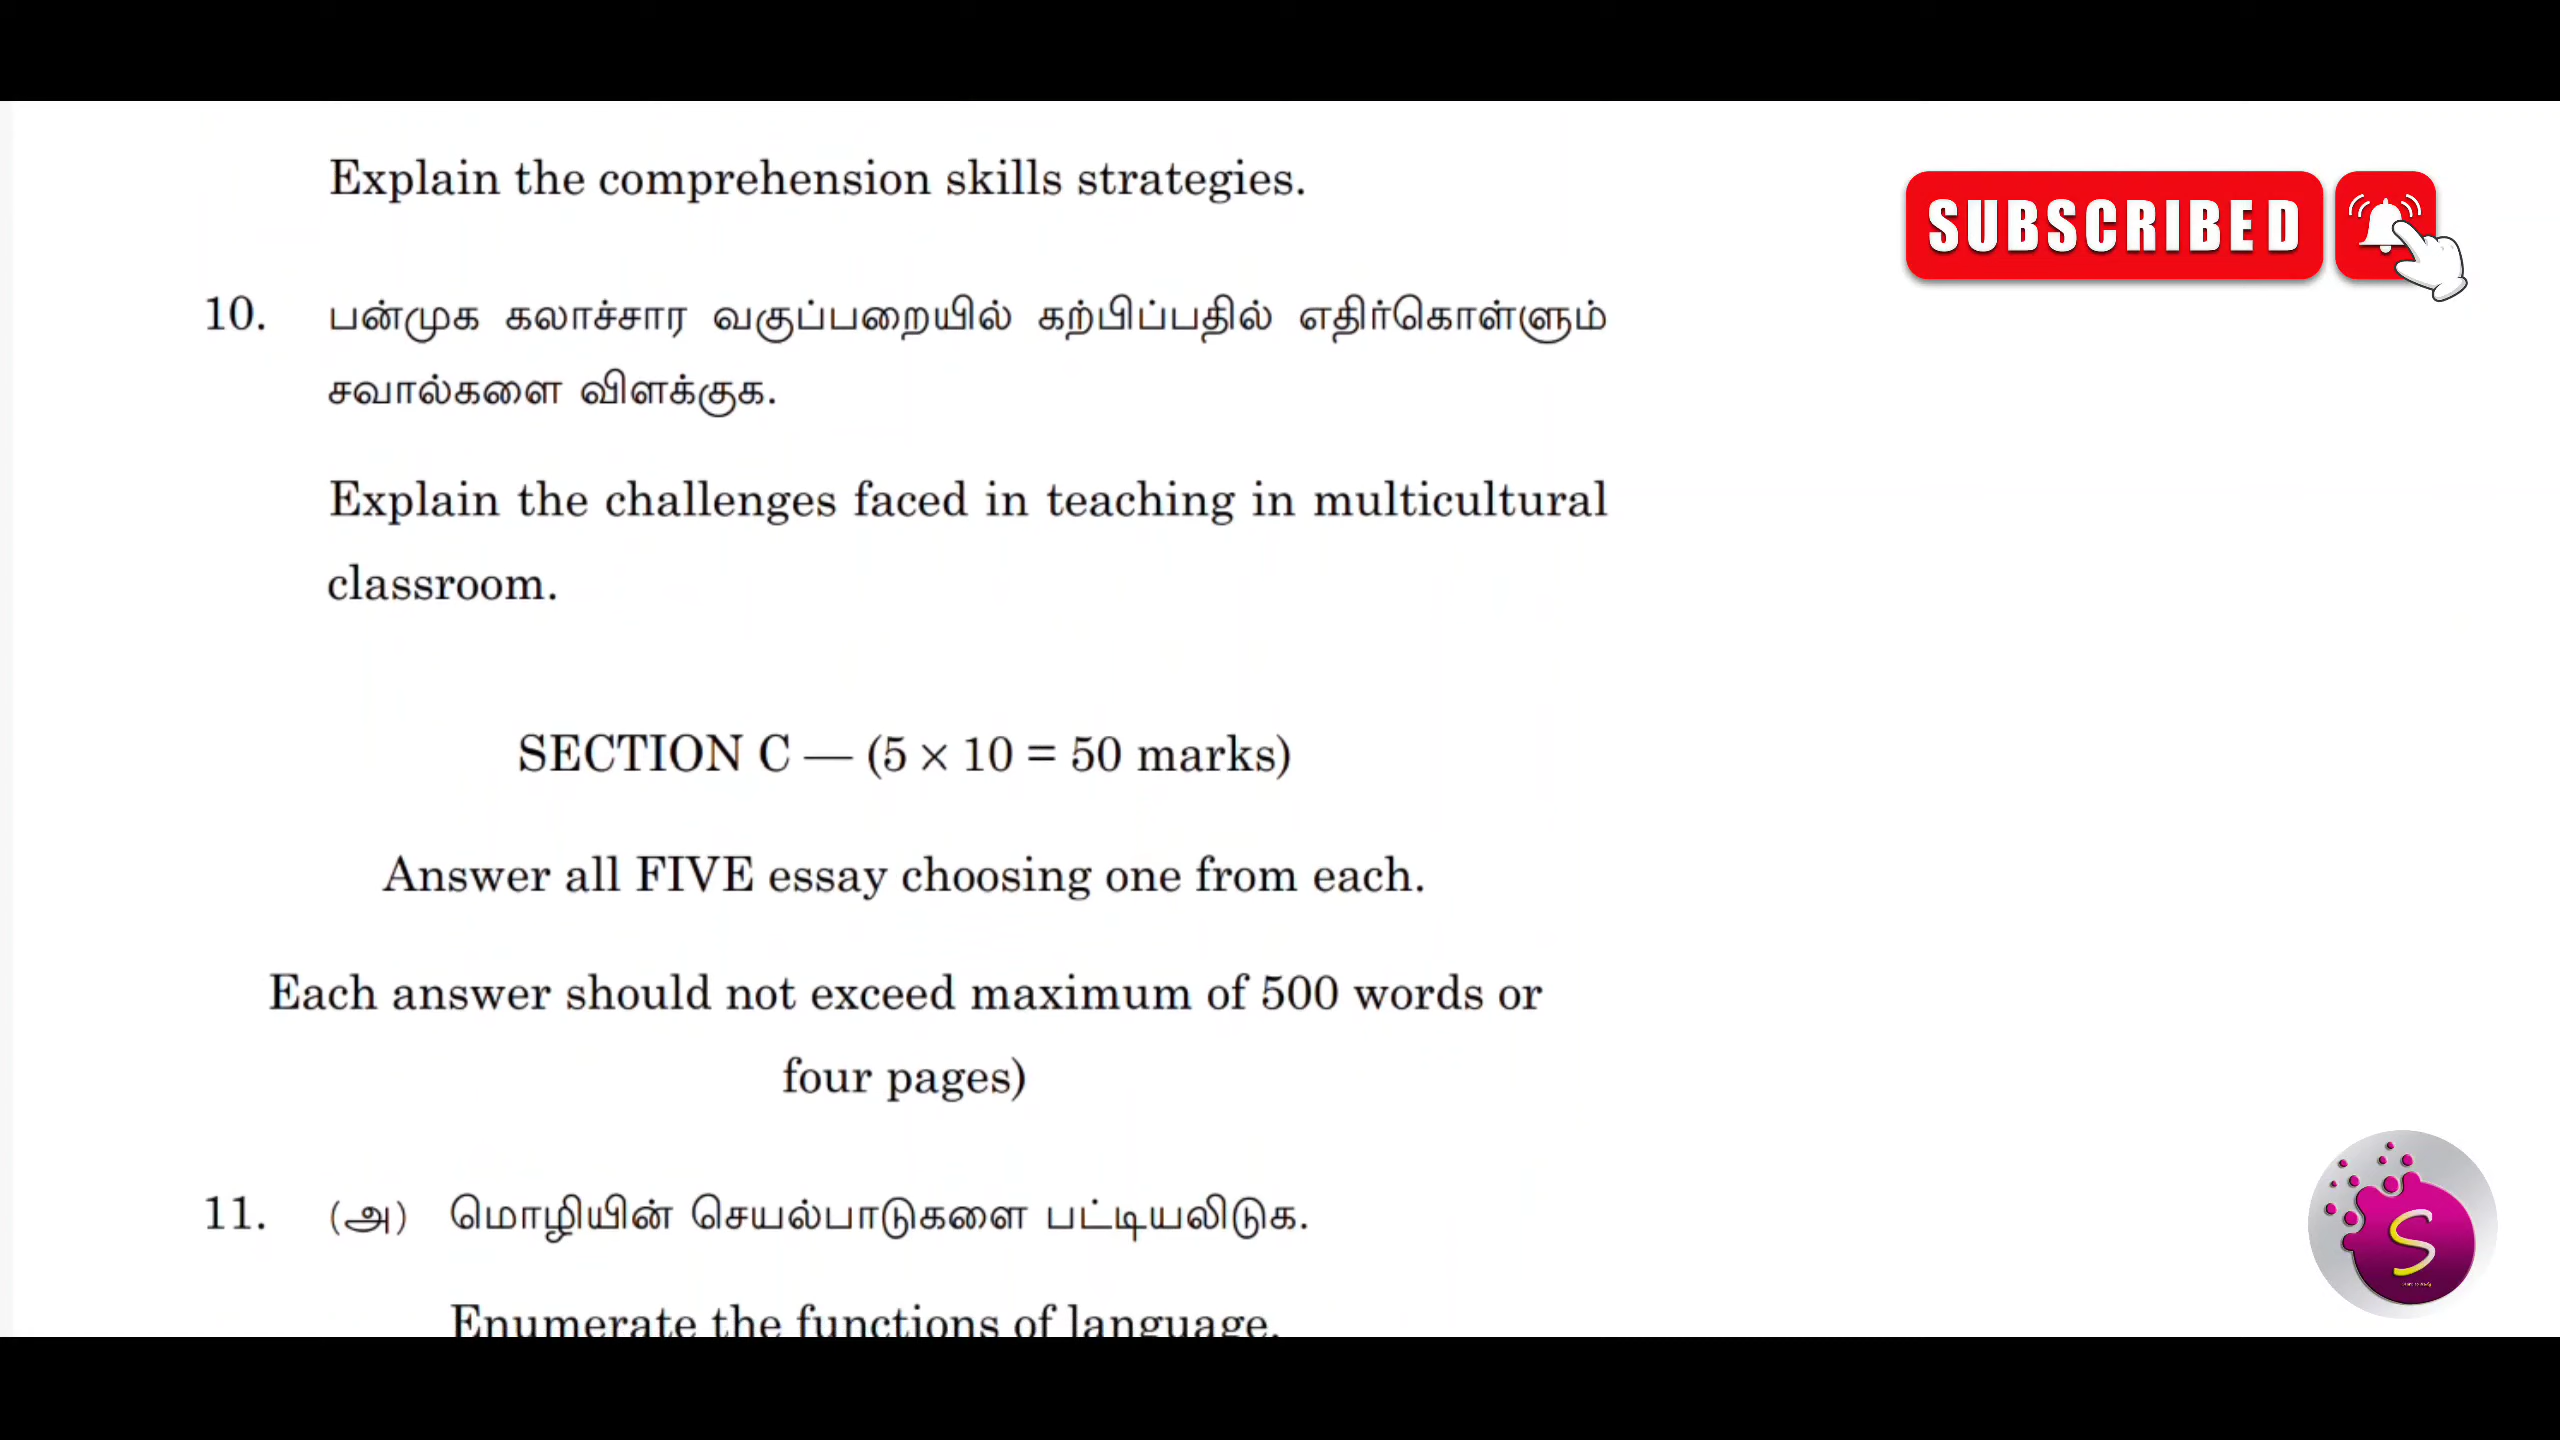 Explain the comprehension skills strategies.
SUBSCRIBED
10. பன்முக கலாச்சார வகுப்பறையில் கற்பிப்பதில் எதிர்கொள்ளும்
சவால்களை விளக்குக.
Explain the challenges faced in teaching in multicultural
classroom.
SECTION C — (5 × 10 = 50 marks)
Answer all FIVE essay choosing one from each.
Each answer should not exceed maximum of 500 words or
four pages)
11. (அ) மொழியின் செயல்பாடுகளை பட்டியலிடுக.
Enumerate the functions of language.
S